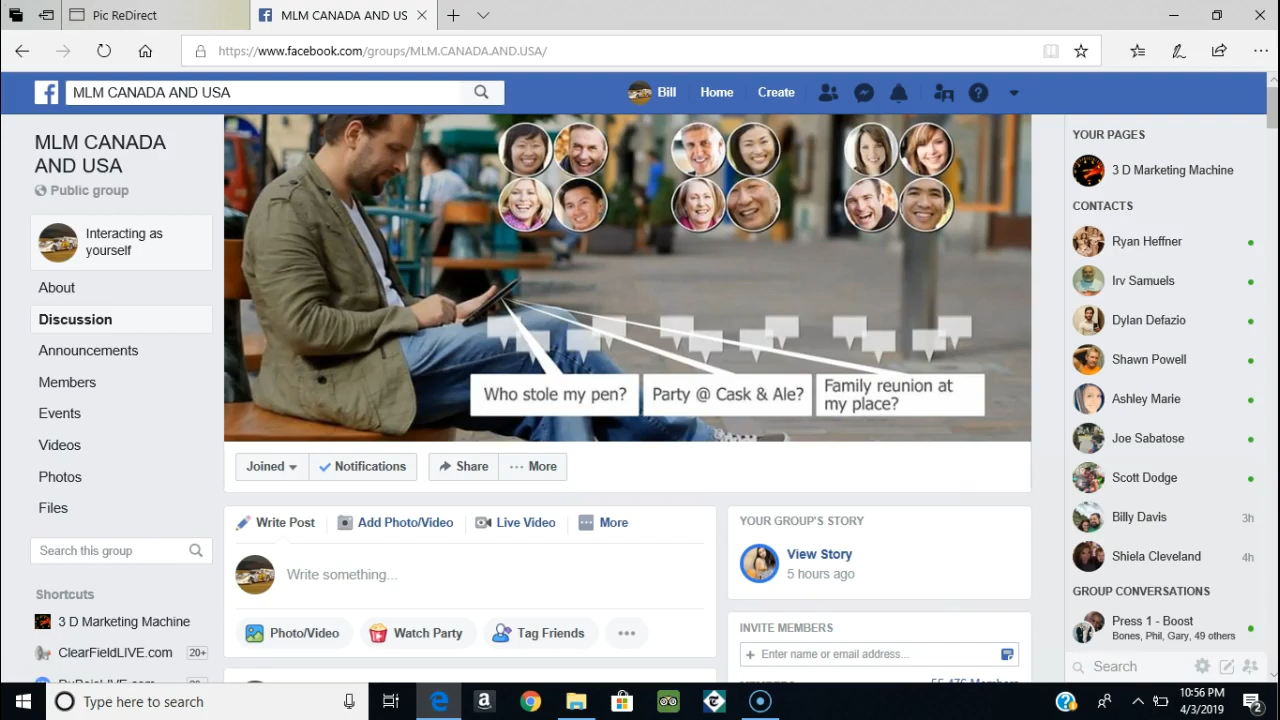 Pic ReDirect
MLM CANADA AND US
https://www.facebook.com/groups/MLM.CANADA.AND.USA/
MLM CANADA AND USA
Bill
Home
Create
MLM CANADA
AND USA
Public group
Interacting as
yourself
About
Discussion
Announcements
Members
Events
Videos
Photos
Files
Search this group
Shortcuts
3 D Marketing Machine
ClearFieldLIVE.com 20+
Who stole my pen?
Party @ Cask & Ale?
Family reunion at
my place?
Joined
Notifications
Share
More
Write Post
Add Photo/Video
Live Video
More
Write something...
Photo/Video
Watch Party
Tag Friends
YOUR GROUP'S STORY
View Story
5 hours ago
INVITE MEMBERS
+ Enter name or email address...
YOUR PAGES
3 D Marketing Machine
CONTACTS
Ryan Heffner
Irv Samuels
Dylan Defazio
Shawn Powell
Ashley Marie
Joe Sabatose
Scott Dodge
Billy Davis 3h
Shiela Cleveland 4h
GROUP CONVERSATIONS
Press 1 - Boost
Bones, Phil, Gary, 49 others
Search
Type here to search
10:56 PM
4/3/2019
2